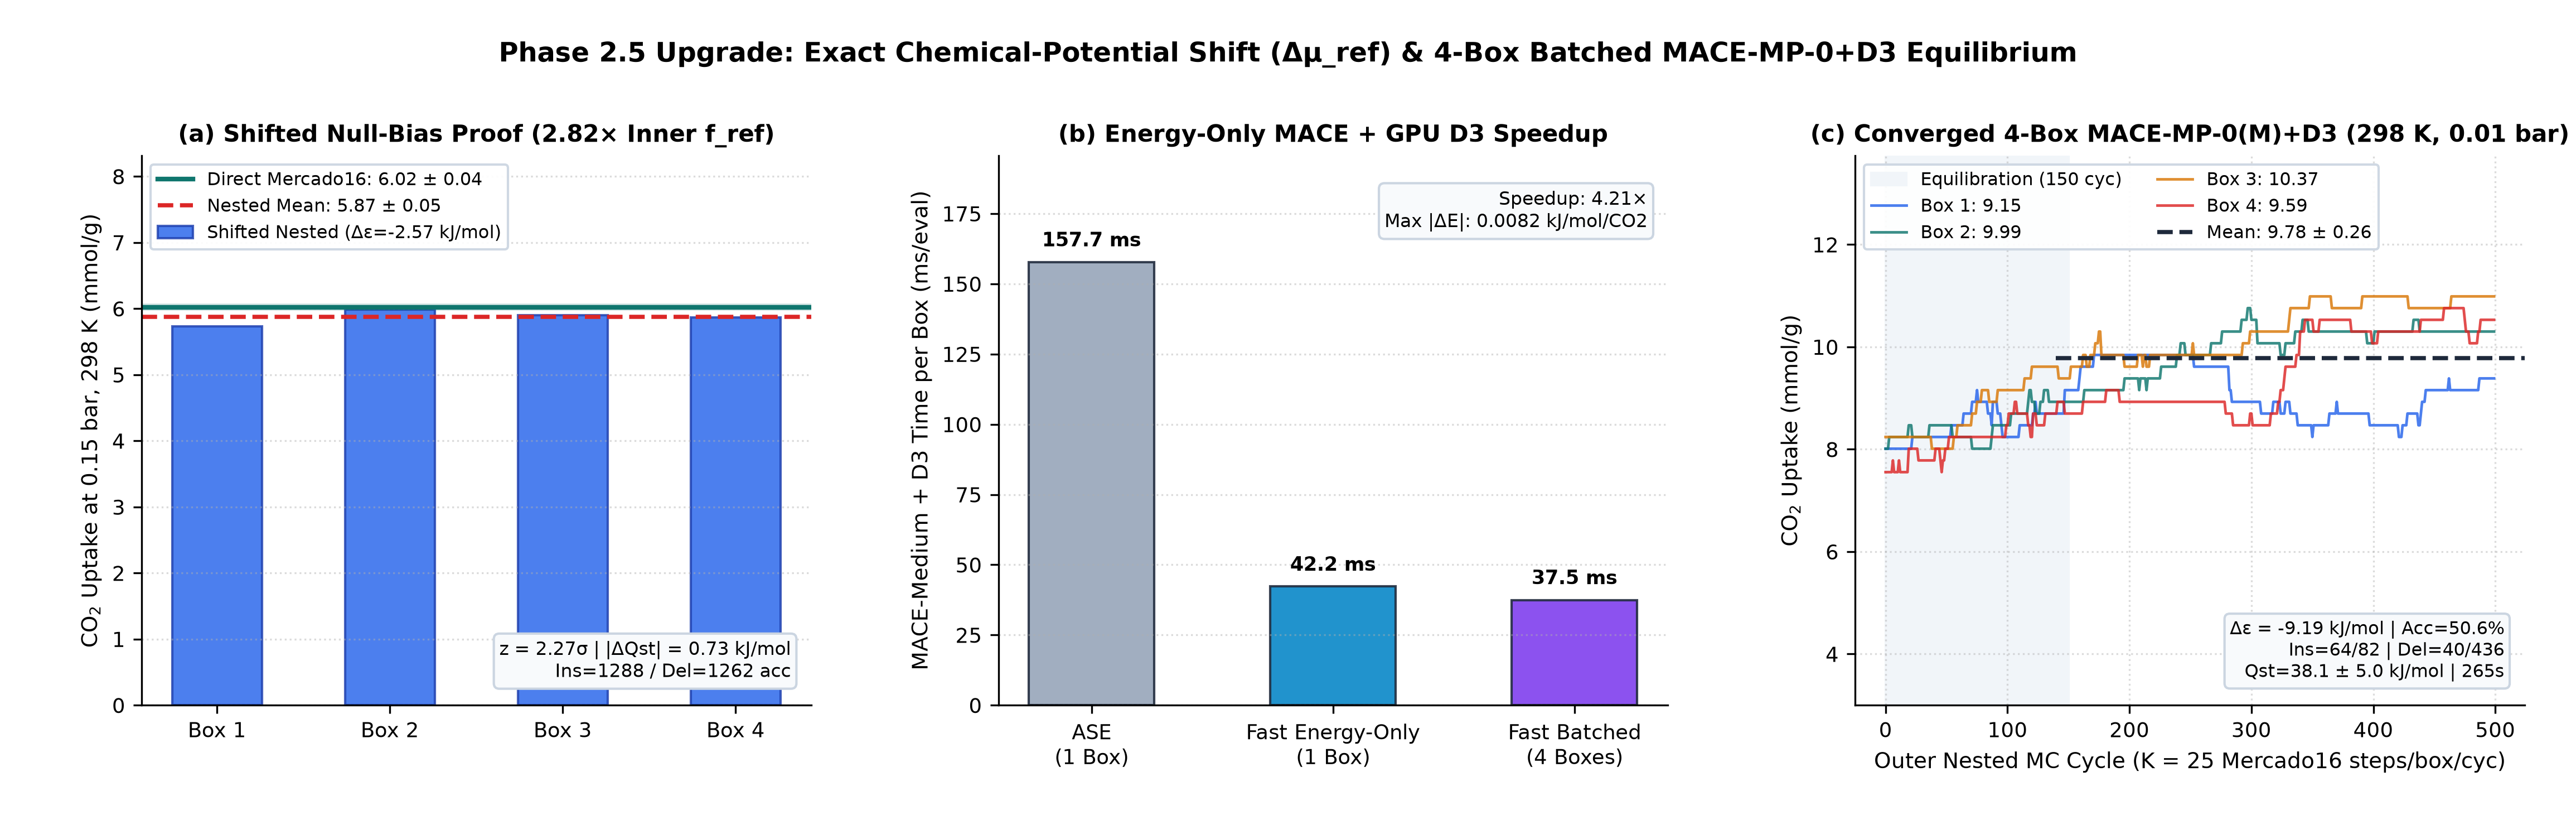 Phase 2.5 Upgrade: Exact Chemical-Potential Shift (Δμ_ref) & 4-Box Batched MACE-MP-0+D3 Equilibrium
(a) Shifted Null-Bias Proof (2.82× Inner f_ref)
CO₂ Uptake at 0.15 bar, 298 K (mmol/g)
8
7
6
5
4
3
2
1
0
Direct Mercado16: 6.02 ± 0.04
Nested Mean: 5.87 ± 0.05
Shifted Nested (Δε=-2.57 kJ/mol)
z = 2.27σ | |ΔQst| = 0.73 kJ/mol
Ins=1288 / Del=1262 acc
Box 1
Box 2
Box 3
Box 4
(b) Energy-Only MACE + GPU D3 Speedup
MACE-Medium + D3 Time per Box (ms/eval)
175
150
125
100
75
50
25
0
Speedup: 4.21×
Max |ΔE|: 0.0082 kJ/mol/CO2
157.7 ms
42.2 ms
37.5 ms
ASE
(1 Box)
Fast Energy-Only
(1 Box)
Fast Batched
(4 Boxes)
(c) Converged 4-Box MACE-MP-0(M)+D3 (298 K, 0.01 bar)
CO₂ Uptake (mmol/g)
12
10
8
6
4
Equilibration (150 cyc)
Box 1: 9.15
Box 2: 9.99
Box 3: 10.37
Box 4: 9.59
Mean: 9.78 ± 0.26
Δε = -9.19 kJ/mol | Acc=50.6%
Ins=64/82 | Del=40/436
Qst=38.1 ± 5.0 kJ/mol | 265s
0
100
200
300
400
500
Outer Nested MC Cycle (K = 25 Mercado16 steps/box/cyc)